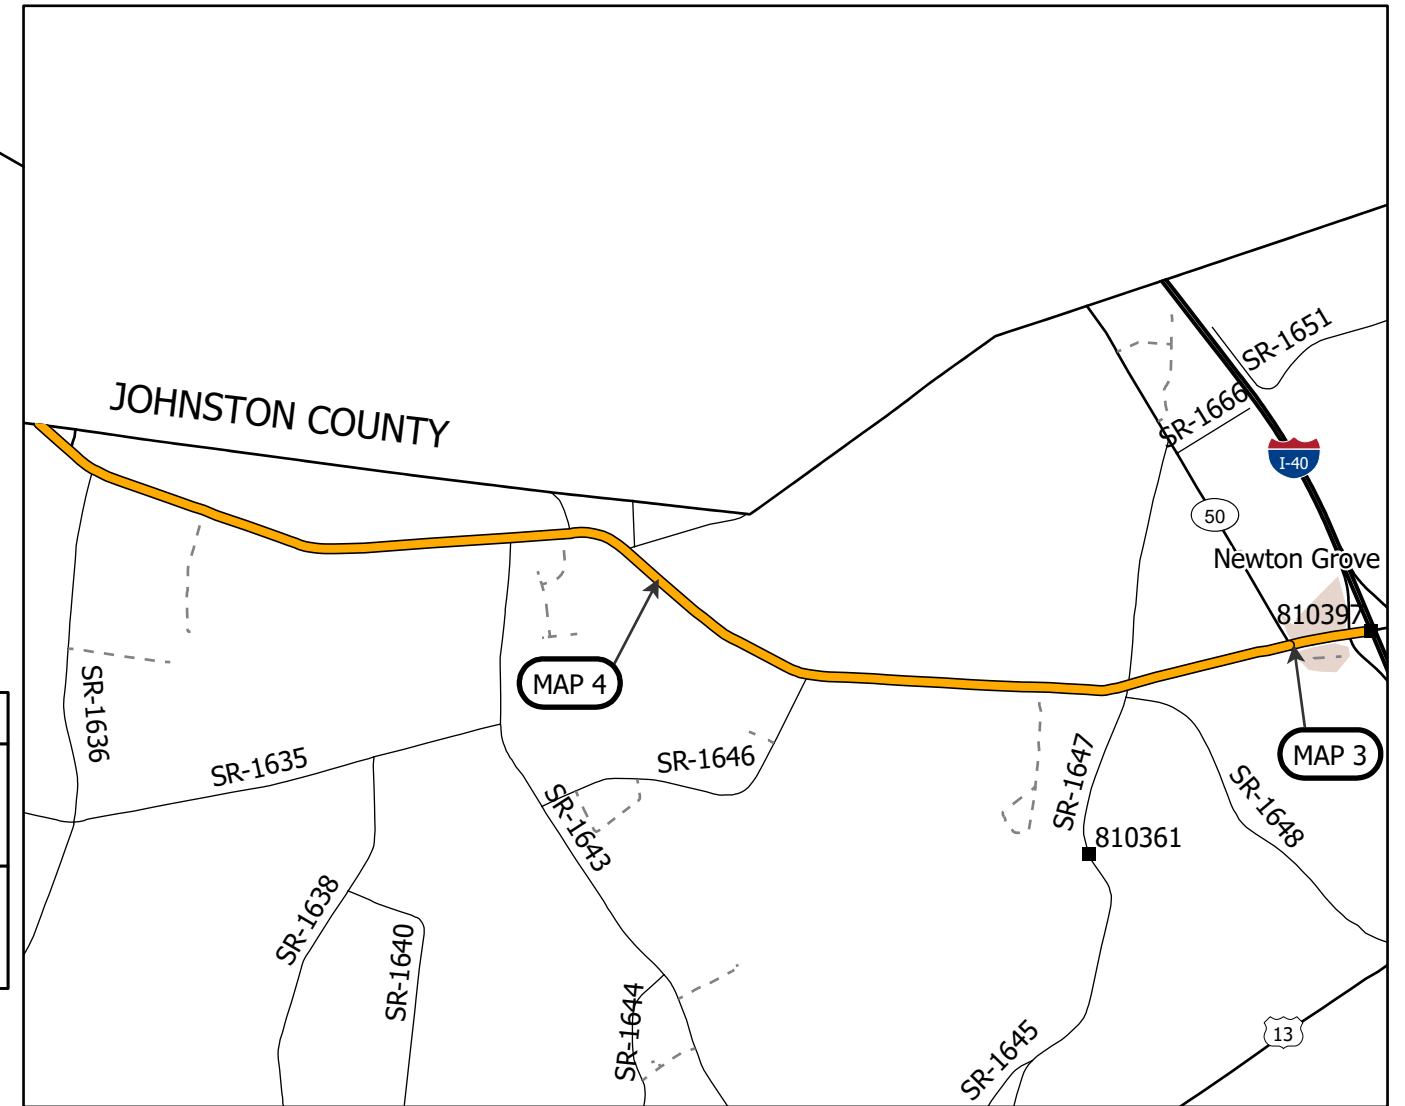 SR-1651
JOHNSTON COUNTY
SR-1666
I-40
50
Newton Grove
810397
MAP 4
SR-1636
MAP 3
SR-1635
SR-1646
SR-1647
SR-1648
SR-1643
810361
SR-1638
SR-1640
SR-1644
13
SR-1645